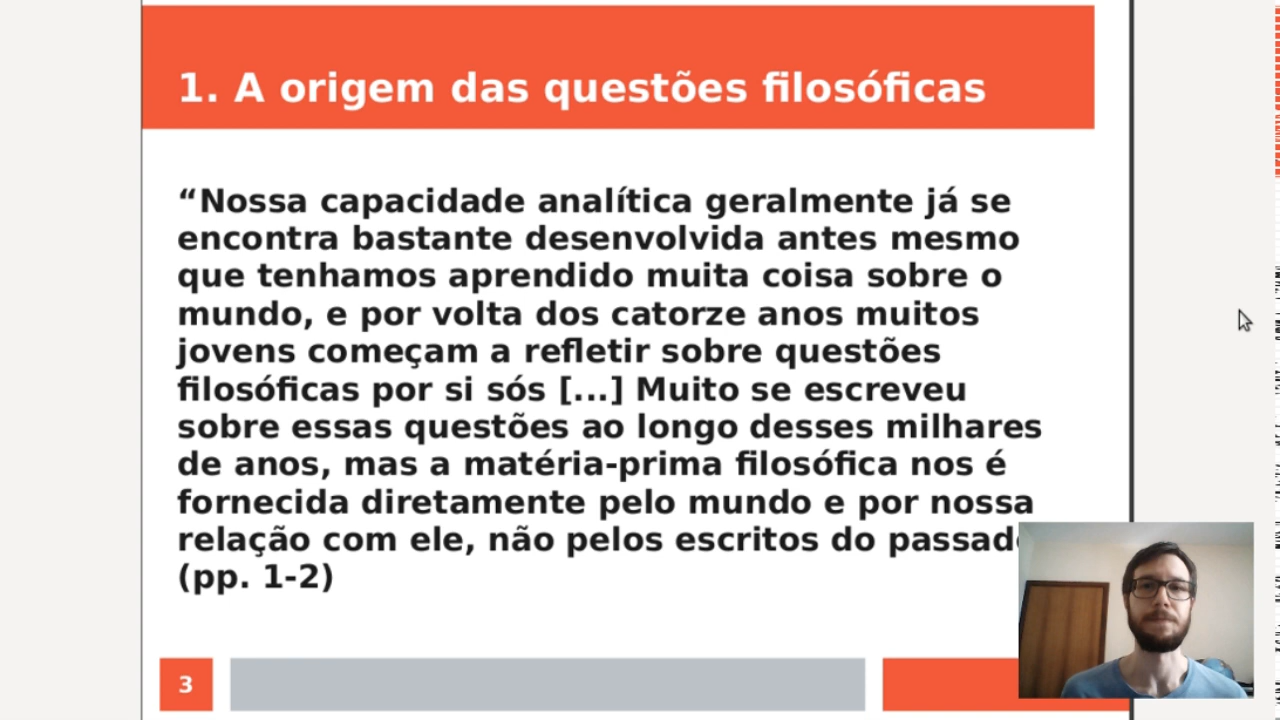 1. A origem das questões filosóficas
“Nossa capacidade analítica geralmente já se
encontra bastante desenvolvida antes mesmo
que tenhamos aprendido muita coisa sobre o
mundo, e por volta dos catorze anos muitos
jovens começam a refletir sobre questões
filosóficas por si sós [...] Muito se escreveu
sobre essas questões ao longo desses milhares
de anos, mas a matéria-prima filosófica nos é
fornecida diretamente pelo mundo e por nossa
relação com ele, não pelos escritos do
(pp. 1-2)
3